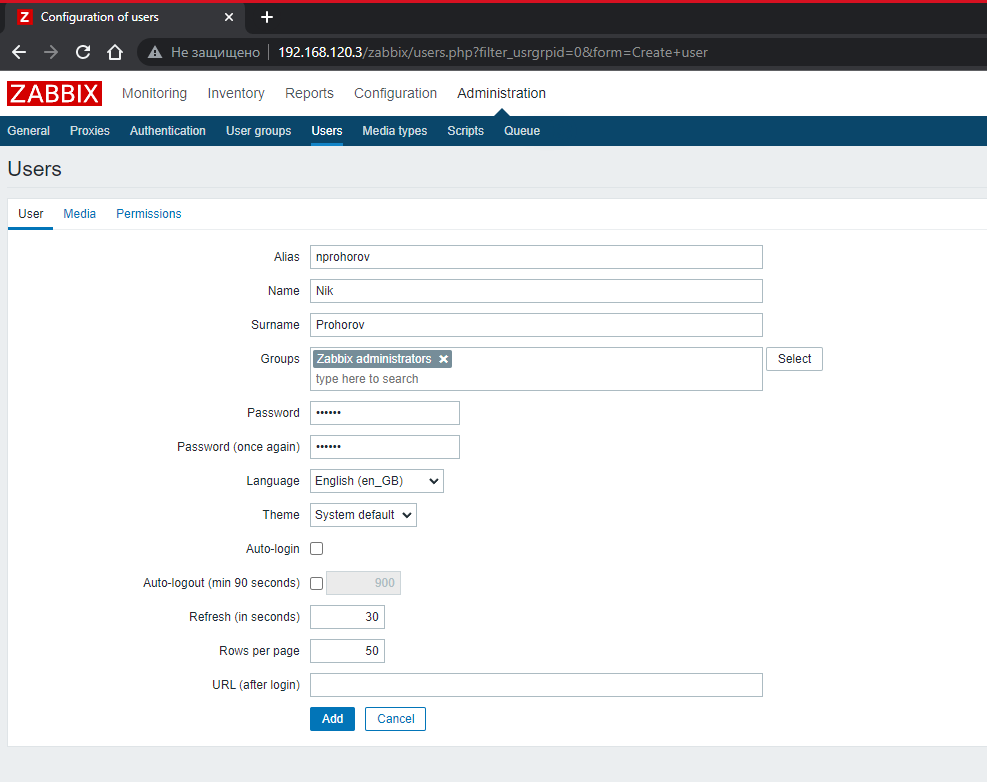 Configuration of users
Не защищено 192.168.120.3/zabbix/users.php?filter_usrgrpid=0&form=Create+user
ZABBIX Monitoring Inventory Reports Configuration Administration
General Proxies Authentication User groups Users Media types Scripts Queue
Users
User Media Permissions
Alias nprohorov
Name Nik
Surname Prohorov
Groups Zabbix administrators Select
type here to search
Password ••••••
Password (once again) ••••••
Language English (en_GB)
Theme System default
Auto-login
Auto-logout (min 90 seconds) 900
Refresh (in seconds) 30
Rows per page 50
URL (after login)
Add Cancel